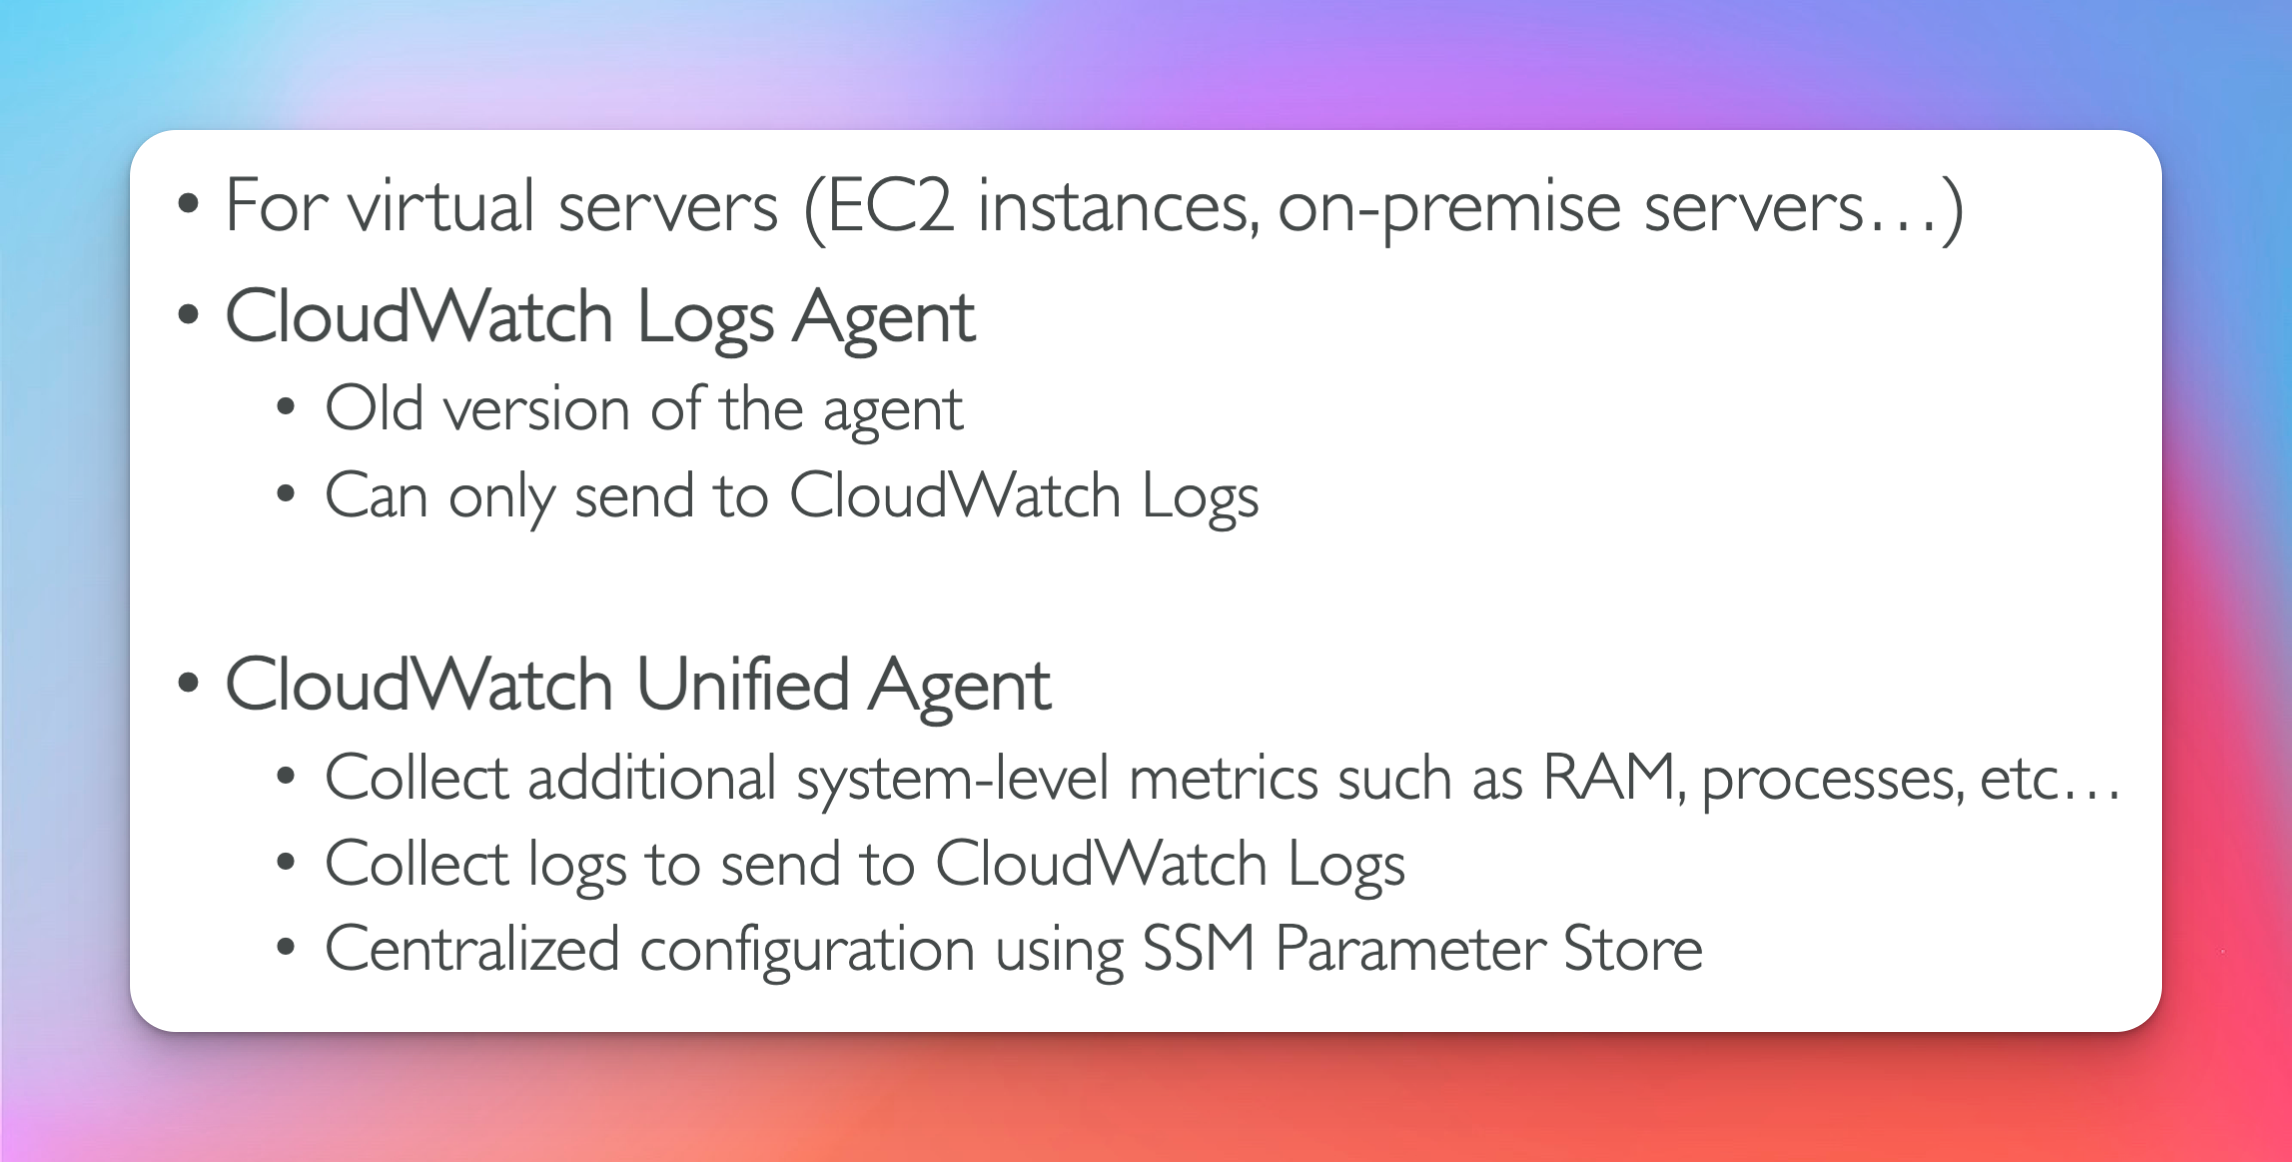 • For virtual servers (EC2 instances, on-premise servers…)
• CloudWatch Logs Agent
• Old version of the agent
• Can only send to CloudWatch Logs
• CloudWatch Unified Agent
• Collect additional system-level metrics such as RAM, processes, etc…
• Collect logs to send to CloudWatch Logs
• Centralized configuration using SSM Parameter Store